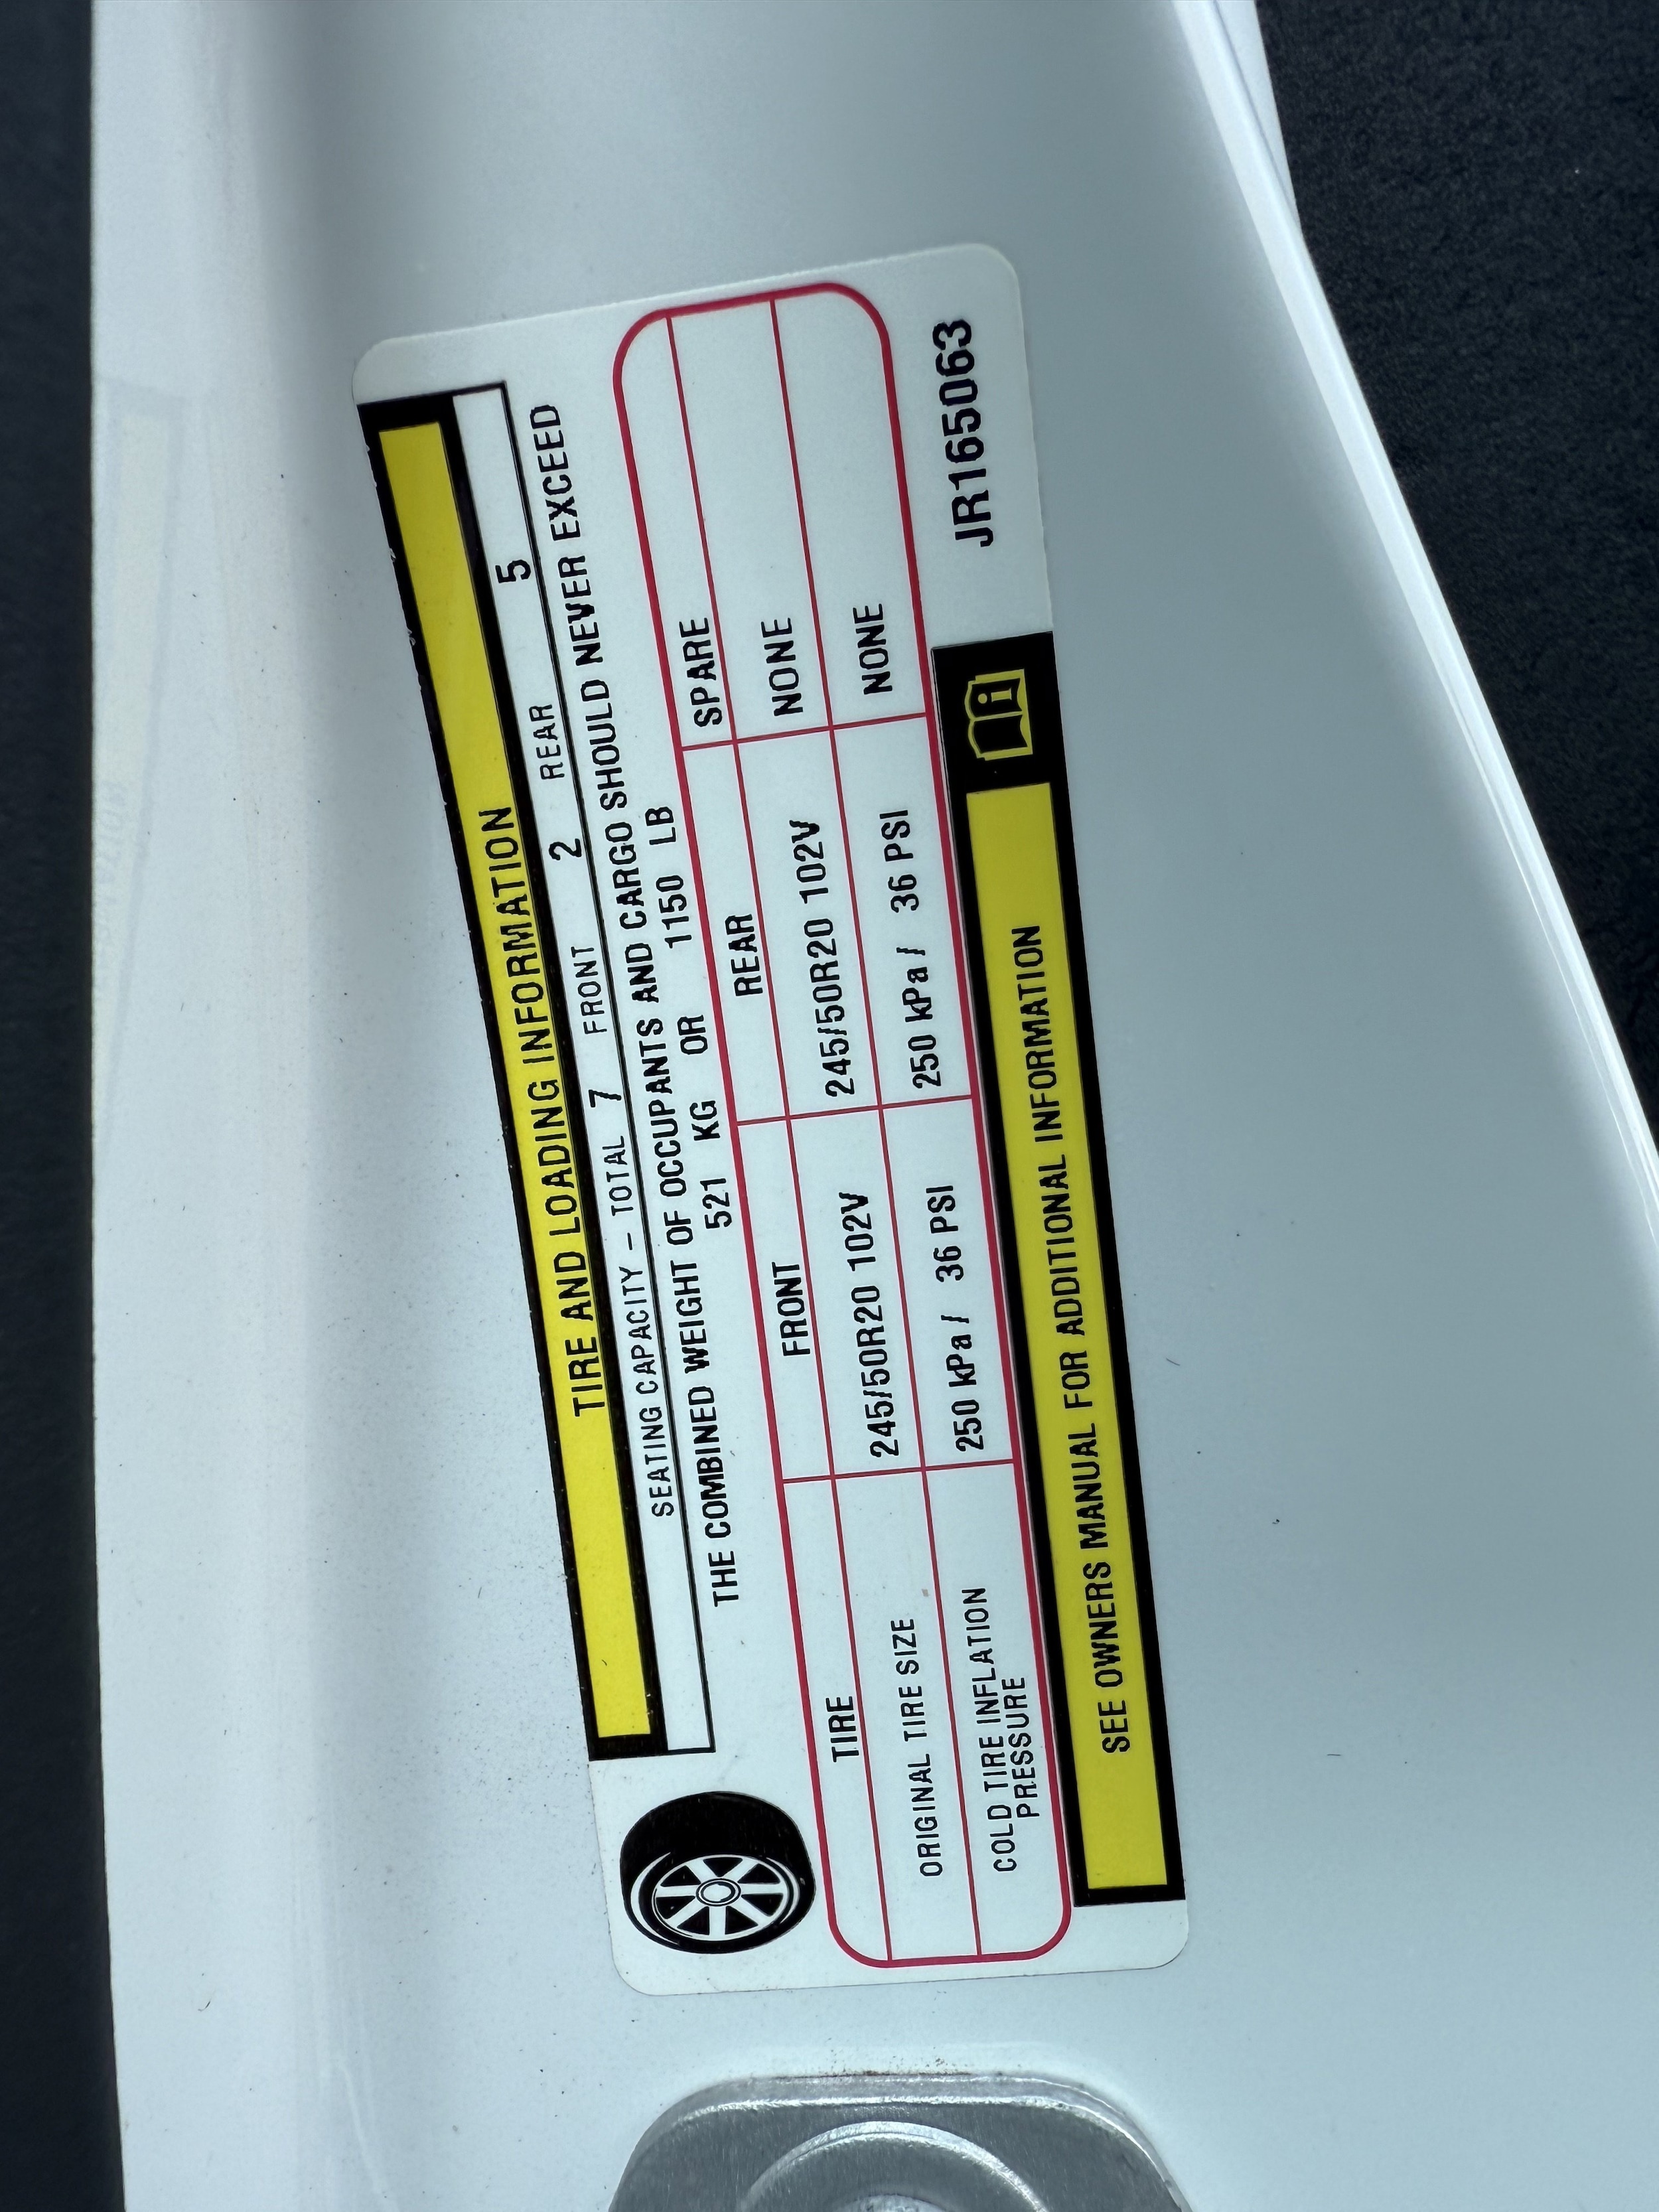 TIRE AND LOADING INFORMATION
SEATING CAPACITY – TOTAL 7 FRONT 2 REAR 5
THE COMBINED WEIGHT OF OCCUPANTS AND CARGO SHOULD NEVER EXCEED
521 KG OR 1150 LB
TIRE FRONT REAR SPARE
ORIGINAL TIRE SIZE 245/50R20 102V 245/50R20 102V NONE
COLD TIRE INFLATION PRESSURE 250 kPa / 36 PSI 250 kPa / 36 PSI NONE
SEE OWNERS MANUAL FOR ADDITIONAL INFORMATION
JR165063